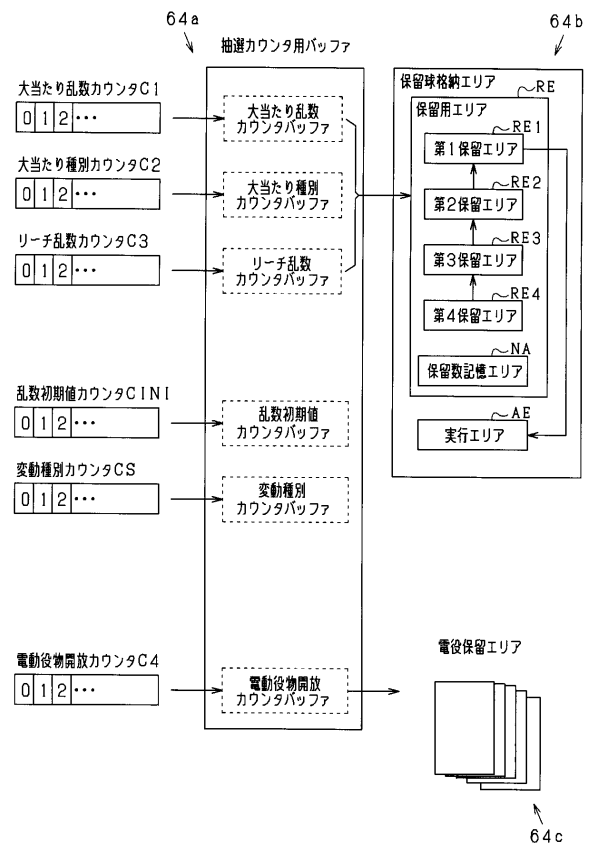 64a
64b
抽選カウンタ用バッファ
大当たり乱数カウンタC1
0 1 2 ・・・
大当たり乱数
カウンタバッファ
大当たり種別カウンタC2
0 1 2 ・・・
大当たり種別
カウンタバッファ
リーチ乱数カウンタC3
0 1 2 ・・・
リーチ乱数
カウンタバッファ
乱数初期値カウンタCINI
0 1 2 ・・・
乱数初期値
カウンタバッファ
変動種別カウンタCS
0 1 2 ・・・
変動種別
カウンタバッファ
電動役物開放カウンタC4
0 1 2 ・・・
電動役物開放
カウンタバッファ
保留球格納エリア
RE
保留用エリア
RE1
第1保留エリア
RE2
第2保留エリア
RE3
第3保留エリア
RE4
第4保留エリア
NA
保留数記憶エリア
AE
実行エリア
電役保留エリア
64c